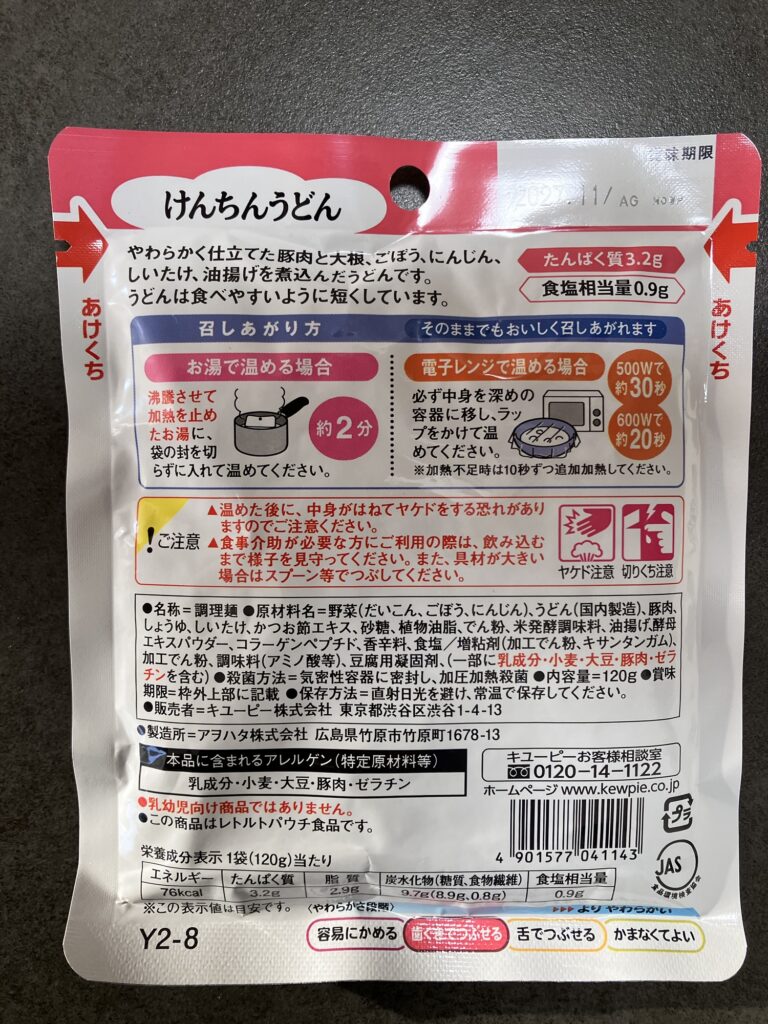 賞味期限
2027.11/ AG
けんちんうどん
やわらかく仕立てた豚肉と大根、ごぼう、にんじん、
しいたけ、油揚げを煮込んだうどんです。
うどんは食べやすいように短くしています。
たんぱく質3.2g
食塩相当量0.9g
あけくち
あけくち
召しあがり方
そのままでもおいしく召しあがれます
お湯で温める場合
沸騰させて
加熱を止め
たお湯に、
袋の封を切
らずに入れて温めてください。
約2分
電子レンジで温める場合
必ず中身を深めの
容器に移し、ラッ
プをかけて温
めてください。
※加熱不足時は10秒ずつ追加加熱してください。
500Wで
約30秒
600Wで
約20秒
!ご注意
▲温めた後に、中身がはねてヤケドをする恐れがあり
ますのでご注意ください。
▲食事介助が必要な方にご利用の際は、飲み込む
まで様子を見守ってください。また、具材が大きい
場合はスプーン等でつぶしてください。
ヤケド注意
切りくち注意
●名称=調理麺 ●原材料名=野菜(だいこん、ごぼう、にんじん)、うどん(国内製造)、豚肉、
しょうゆ、しいたけ、かつお節エキス、砂糖、植物油脂、でん粉、米発酵調味料、油揚げ、酵母
エキスパウダー、コラーゲンペプチド、香辛料、食塩/増粘剤(加工でん粉、キサンタンガム)、
加工でん粉、調味料(アミノ酸等)、豆腐用凝固剤、(一部に乳成分・小麦・大豆・豚肉・ゼラ
チンを含む) ●殺菌方法=気密性容器に密封し、加圧加熱殺菌 ●内容量=120g ●賞味
期限=枠外上部に記載 ●保存方法=直射日光を避け、常温で保存してください。
●販売者=キユーピー株式会社 東京都渋谷区渋谷1-4-13
●製造所=アヲハタ株式会社 広島県竹原市竹原町1678-13
本品に含まれるアレルゲン(特定原材料等)
乳成分・小麦・大豆・豚肉・ゼラチン
キユーピーお客様相談室
0120-14-1122
ホームページ www.kewpie.co.jp
●乳幼児向け商品ではありません。
●この商品はレトルトパウチ食品です。
4 901577 041143
プラ
JAS
栄養成分表示 1袋(120g)当たり
エネルギー たんぱく質 脂質 炭水化物(糖質、食物繊維) 食塩相当量
76kcal 3.2g 2.9g 9.7g(8.9g、0.8g) 0.9g
※この表示値は目安です。
〈やわらかさ段階〉
よりやわらかい
Y2-8
容易にかめる 歯ぐきでつぶせる 舌でつぶせる かまなくてよい